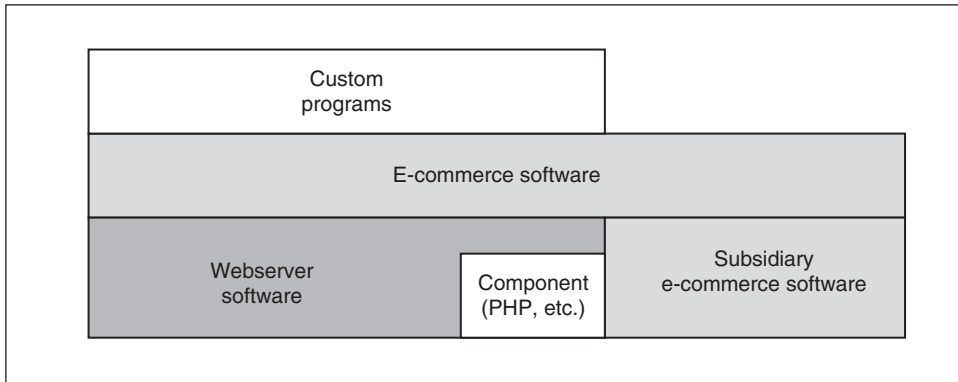 Custom
programs
E-commerce software
Webserver
software
Component
(PHP, etc.)
Subsidiary
e-commerce software